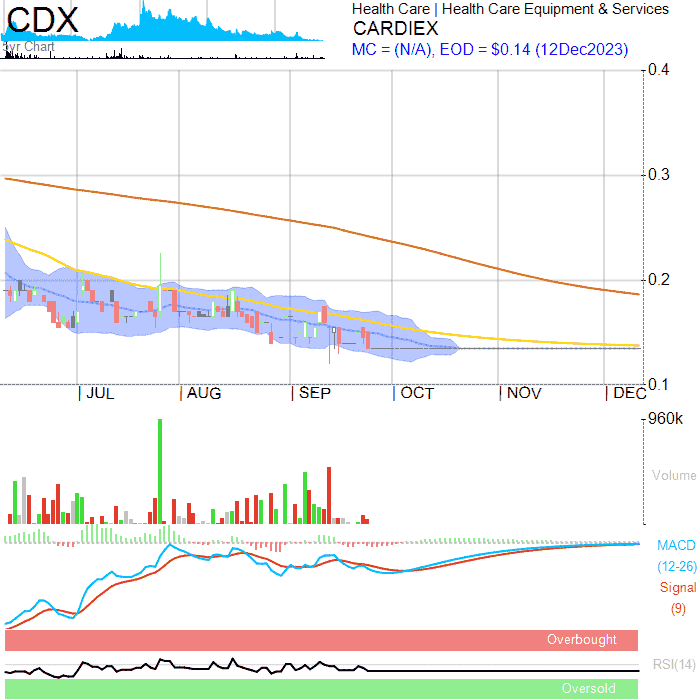 CDX
5yr Chart
Health Care | Health Care Equipment & Services
CARDIEX
MC = (N/A), EOD = $0.14 (12Dec2023)
0.4
0.3
0.2
0.1
JUL AUG SEP OCT NOV DEC
960k
Volume
MACD
(12-26)
Signal
(9)
Overbought
RSI(14)
Oversold